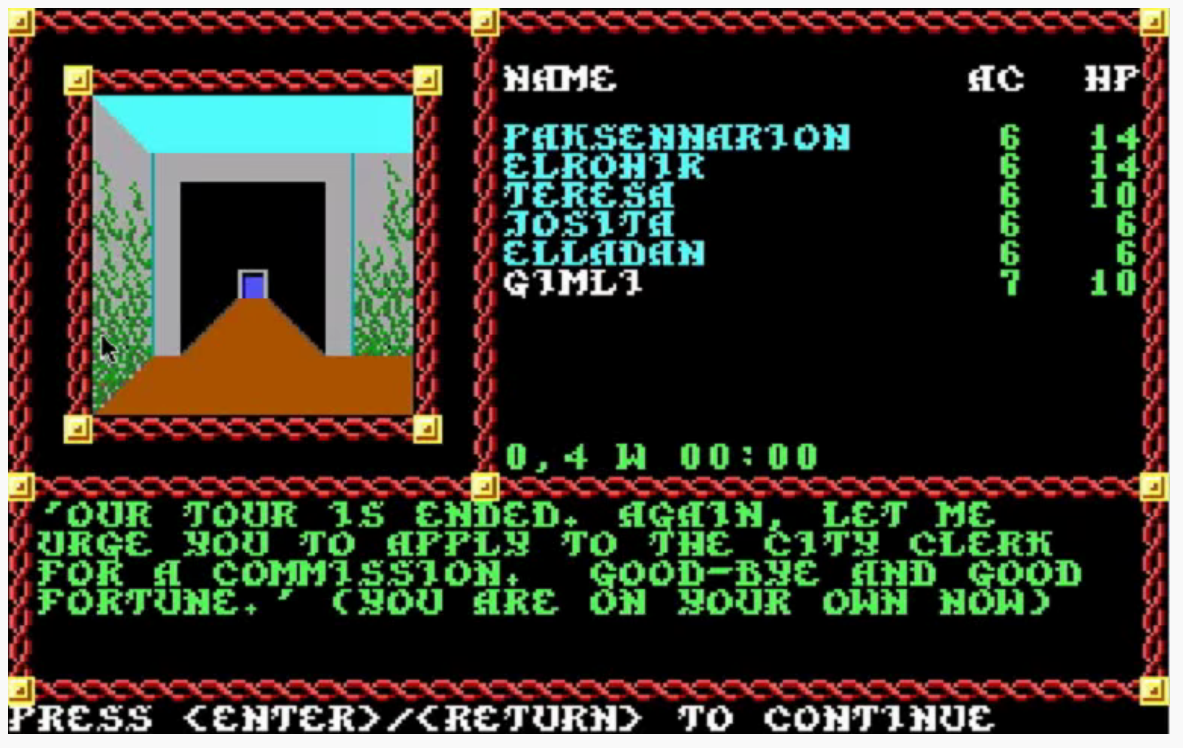 NAME AC HP
PAKSENNARION 6 14
ELROHIR 6 14
TERESA 6 10
JOSITA 6 6
ELLADAN 6 6
GIMLI 7 10
0,4 W 00:00
'OUR TOUR IS ENDED. AGAIN, LET ME
URGE YOU TO APPLY TO THE CITY CLERK
FOR A COMMISSION. GOOD-BYE AND GOOD
FORTUNE.' (YOU ARE ON YOUR OWN NOW)
PRESS <ENTER>/<RETURN> TO CONTINUE